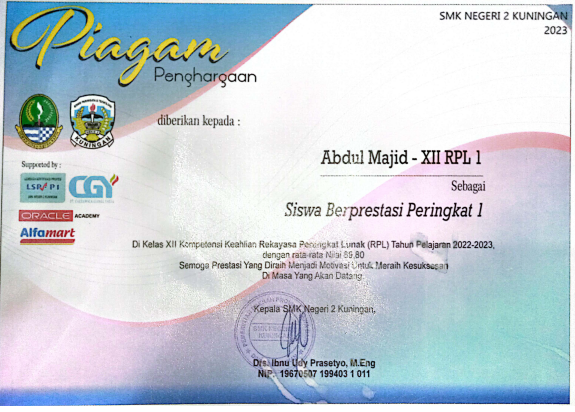 SMK NEGERI 2 KUNINGAN
2023
Piagam
Penghargaan
diberikan kepada :
KUNINGAN
Supported by :
LSP P1
CGY
ORACLE ACADEMY
Alfamart
Abdul Majid - XII RPL 1
Sebagai
Siswa Berprestasi Peringkat 1
Di Kelas XII Kompetensi Keahlian Rekayasa Perangkat Lunak (RPL) Tahun Pelajaran 2022-2023,
dengan rata-rata Nilai 89,80
Semoga Prestasi Yang Diraih Menjadi Motivasi Untuk Meraih Kesuksesan
Di Masa Yang Akan Datang.
Kepala SMK Negeri 2 Kuningan,
Drs. Ibnu Udy Prasetyo, M.Eng
NIP. 19670507 199403 1 011